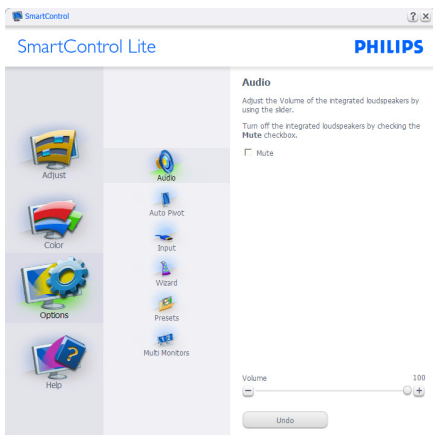 SmartControl
SmartControl Lite
PHILIPS
Adjust
Color
Options
Help
Audio
Auto Pivot
Input
Wizard
Presets
Multi Monitors
Audio
Adjust the Volume of the integrated loudspeakers by
using the slider.
Turn off the integrated loudspeakers by checking the
Mute checkbox.
Mute
Volume 100
Undo